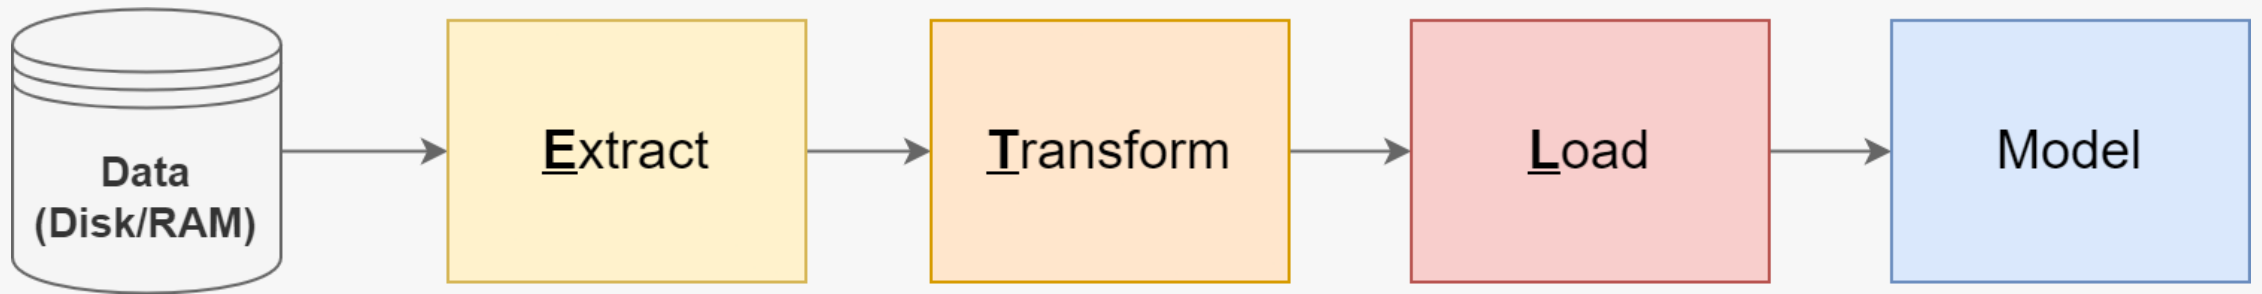 Data
(Disk/RAM)
Extract
Transform
Load
Model